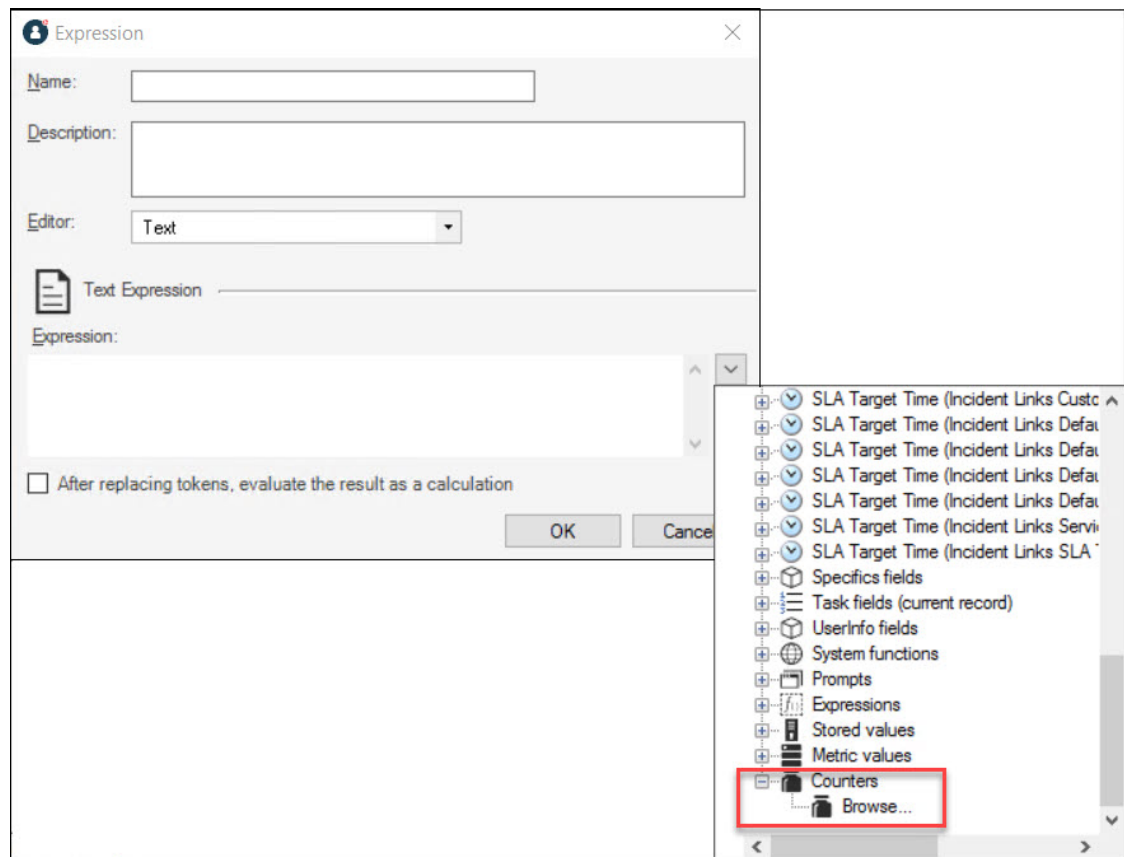 Expression
Name:
Description:
Editor:
Text
Text Expression
Expression:
After replacing tokens, evaluate the result as a calculation
OK
Cancel
SLA Target Time (Incident Links Custo
SLA Target Time (Incident Links Defau
SLA Target Time (Incident Links Defau
SLA Target Time (Incident Links Defau
SLA Target Time (Incident Links Defau
SLA Target Time (Incident Links Servi
SLA Target Time (Incident Links SLA T
Specifics fields
Task fields (current record)
UserInfo fields
System functions
Prompts
Expressions
Stored values
Metric values
Counters
Browse...